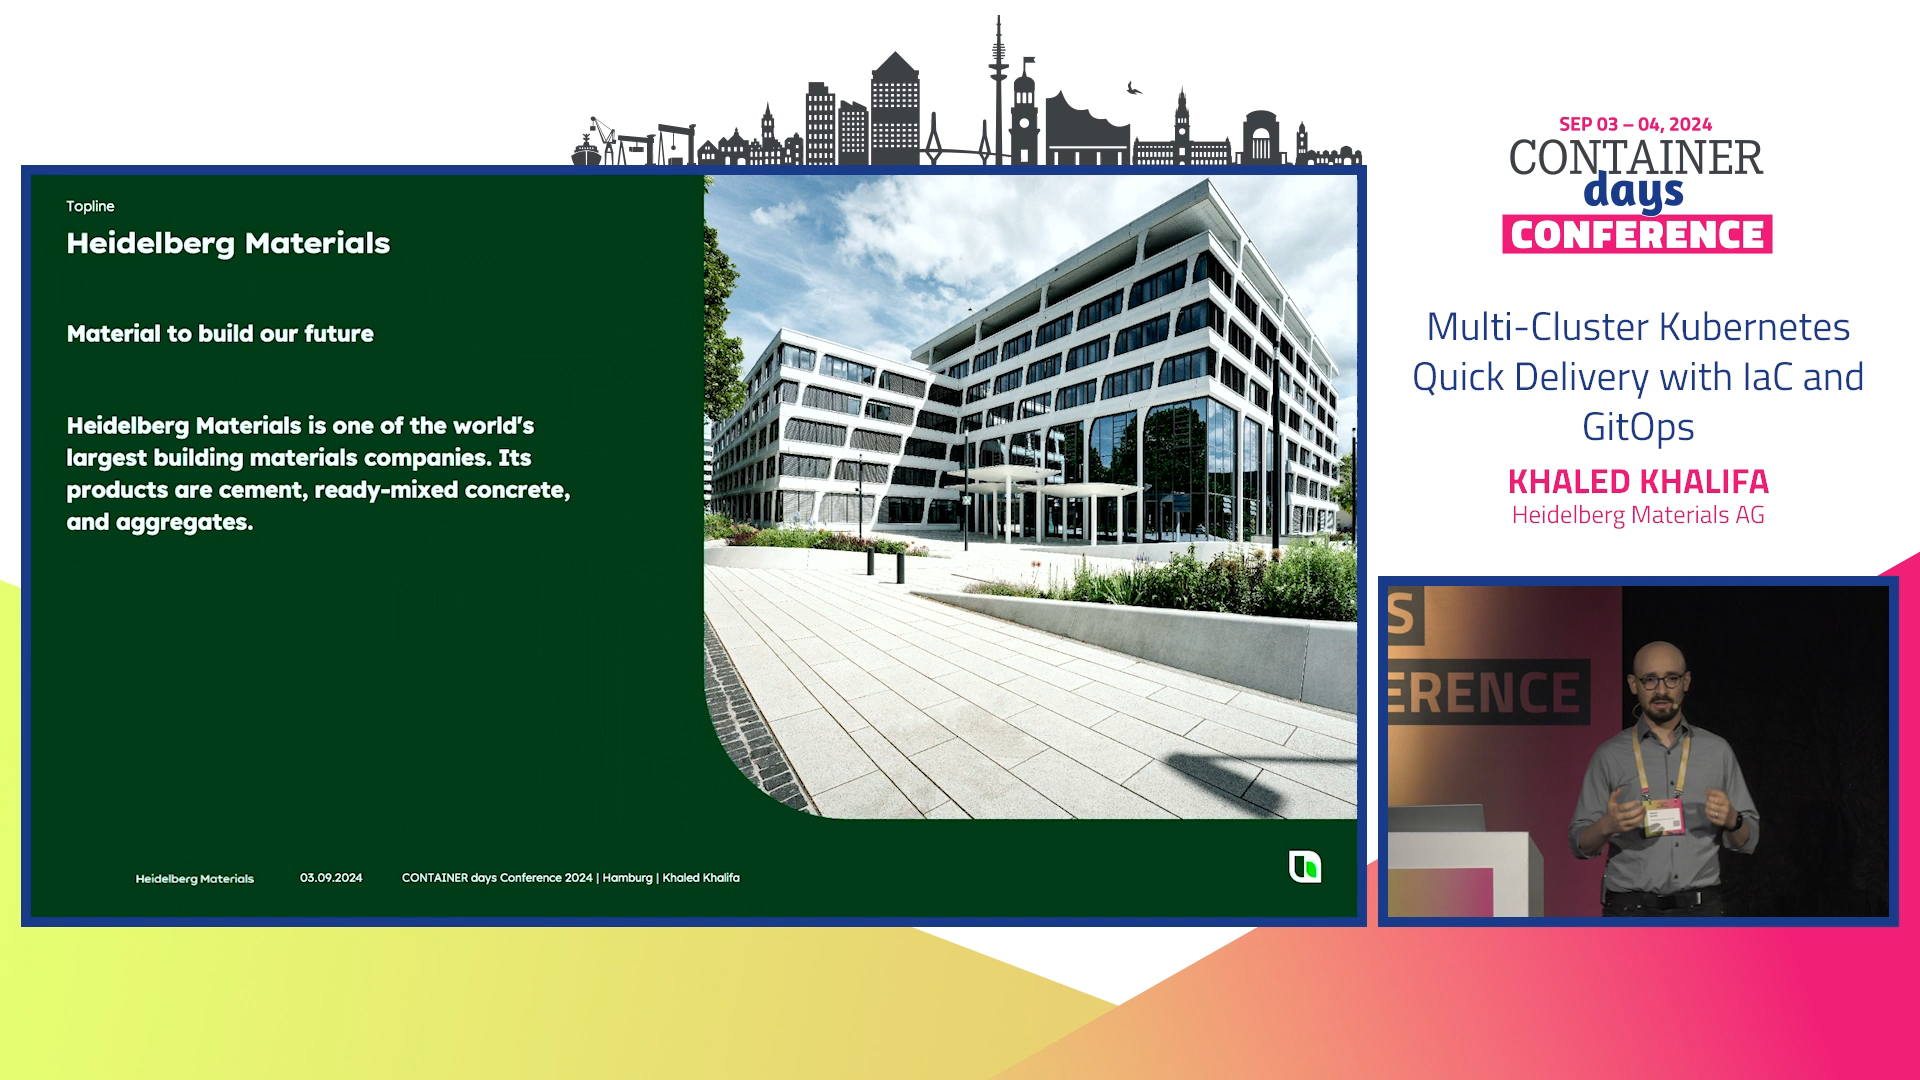 SEP 03 – 04, 2024
CONTAINER
days
CONFERENCE
Topline
Heidelberg Materials
Material to build our future
Heidelberg Materials is one of the world's
largest building materials companies. Its
products are cement, ready-mixed concrete,
and aggregates.
Heidelberg Materials
03.09.2024
CONTAINER days Conference 2024 | Hamburg | Khaled Khalifa
Multi-Cluster Kubernetes
Quick Delivery with IaC and
GitOps
KHALED KHALIFA
Heidelberg Materials AG
S
ERENCE